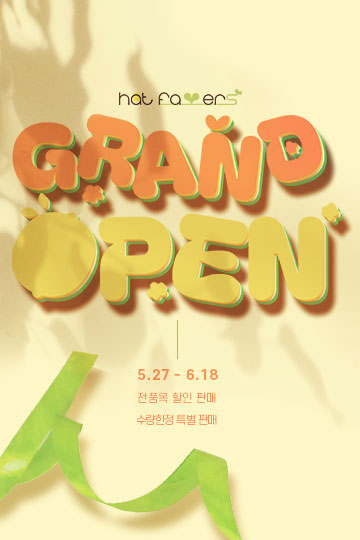 hat fa ers
GRAND
OPEN
5.27 - 6.18
전품목 할인 판매
수량한정 특별 판매